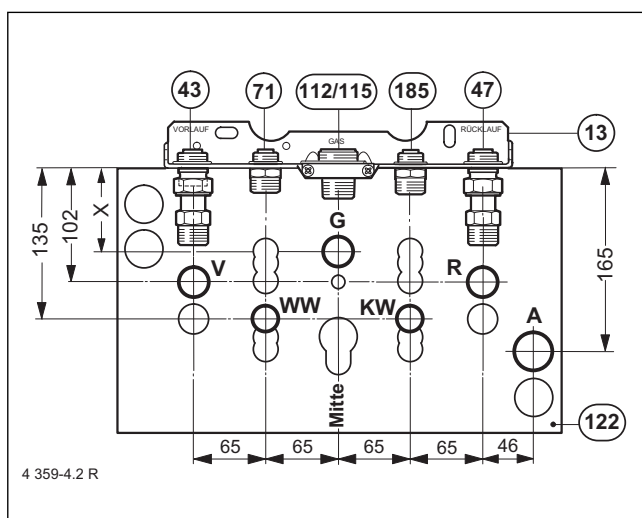 43 71 112/115 185 47
VORLAUF GAS RÜCKLAUF 13
X
102
135
165
G
V R
WW KW A
Mitte
122
65 65 65 65 46
4 359-4.2 R